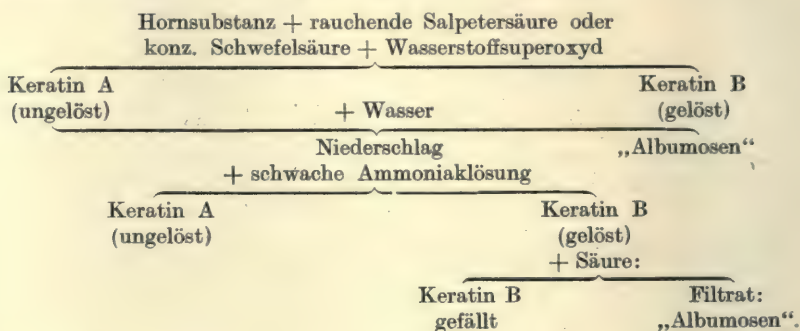 Hornsubstanz + rauchende Salpetersäure oder
konz. Schwefelsäure + Wasserstoffsuperoxyd
Keratin A Keratin B
(ungelöst) + Wasser (gelöst)
Niederschlag „Albumosen“
+ schwache Ammoniaklösung
Keratin A Keratin B
(ungelöst) (gelöst)
+ Säure:
Keratin B Filtrat:
gefällt „Albumosen“.